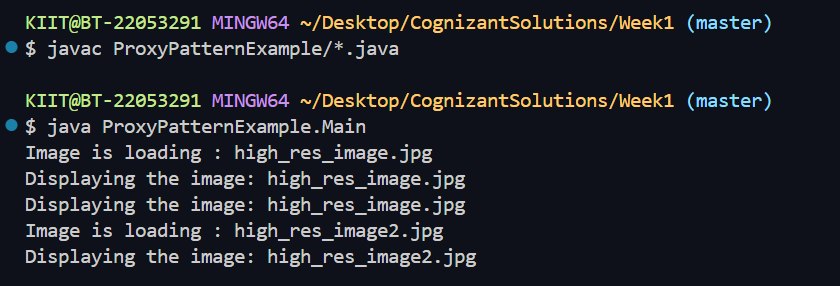 KIIT@BT-22053291 MINGW64 ~/Desktop/CognizantSolutions/Week1 (master)
$ javac ProxyPatternExample/*.java
KIIT@BT-22053291 MINGW64 ~/Desktop/CognizantSolutions/Week1 (master)
$ java ProxyPatternExample.Main
Image is loading : high_res_image.jpg
Displaying the image: high_res_image.jpg
Displaying the image: high_res_image.jpg
Image is loading : high_res_image2.jpg
Displaying the image: high_res_image2.jpg